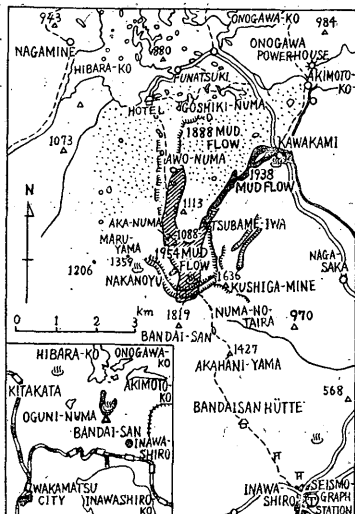 943
984
ONOGAWA-KO
NAGAMINE
880
ONOGAWA
POWERHOUSE
HIBARA-KO
FUNATSUKI
AKIMOTO-
KO
HOTEL
GOSHIKI-NUMA
1888 MUD
FLOW
KAWAKAMI
1073
AWO-NUMA
1938
MUD FLOW
N
1113
AKA-NUMA
1088
TSUBAME-IWA
MARU-
YAMA
1954 MUD
FLOW
1359
NAGA-
SAKA
1206
NAKANOYU
1636
KUSHIGA-MINE
0 1 2 3
km
1819
BANDAI-SAN
NUMA-NO-
TAIRA
970
1427
AKAHANI-YAMA
568
BANDAISAN HÜTTE
INAWA-
SHIRO
SEISMO-
GRAPH
STATION
HIBARA-KO
ONOGAWA-
KO
KITAKATA
AKIMOTO-
KO
OGUNI-NUMA
BANDAI-SAN
INAWA-
SHIRO
WAKAMATSU
CITY
INAWASHIRO
KO